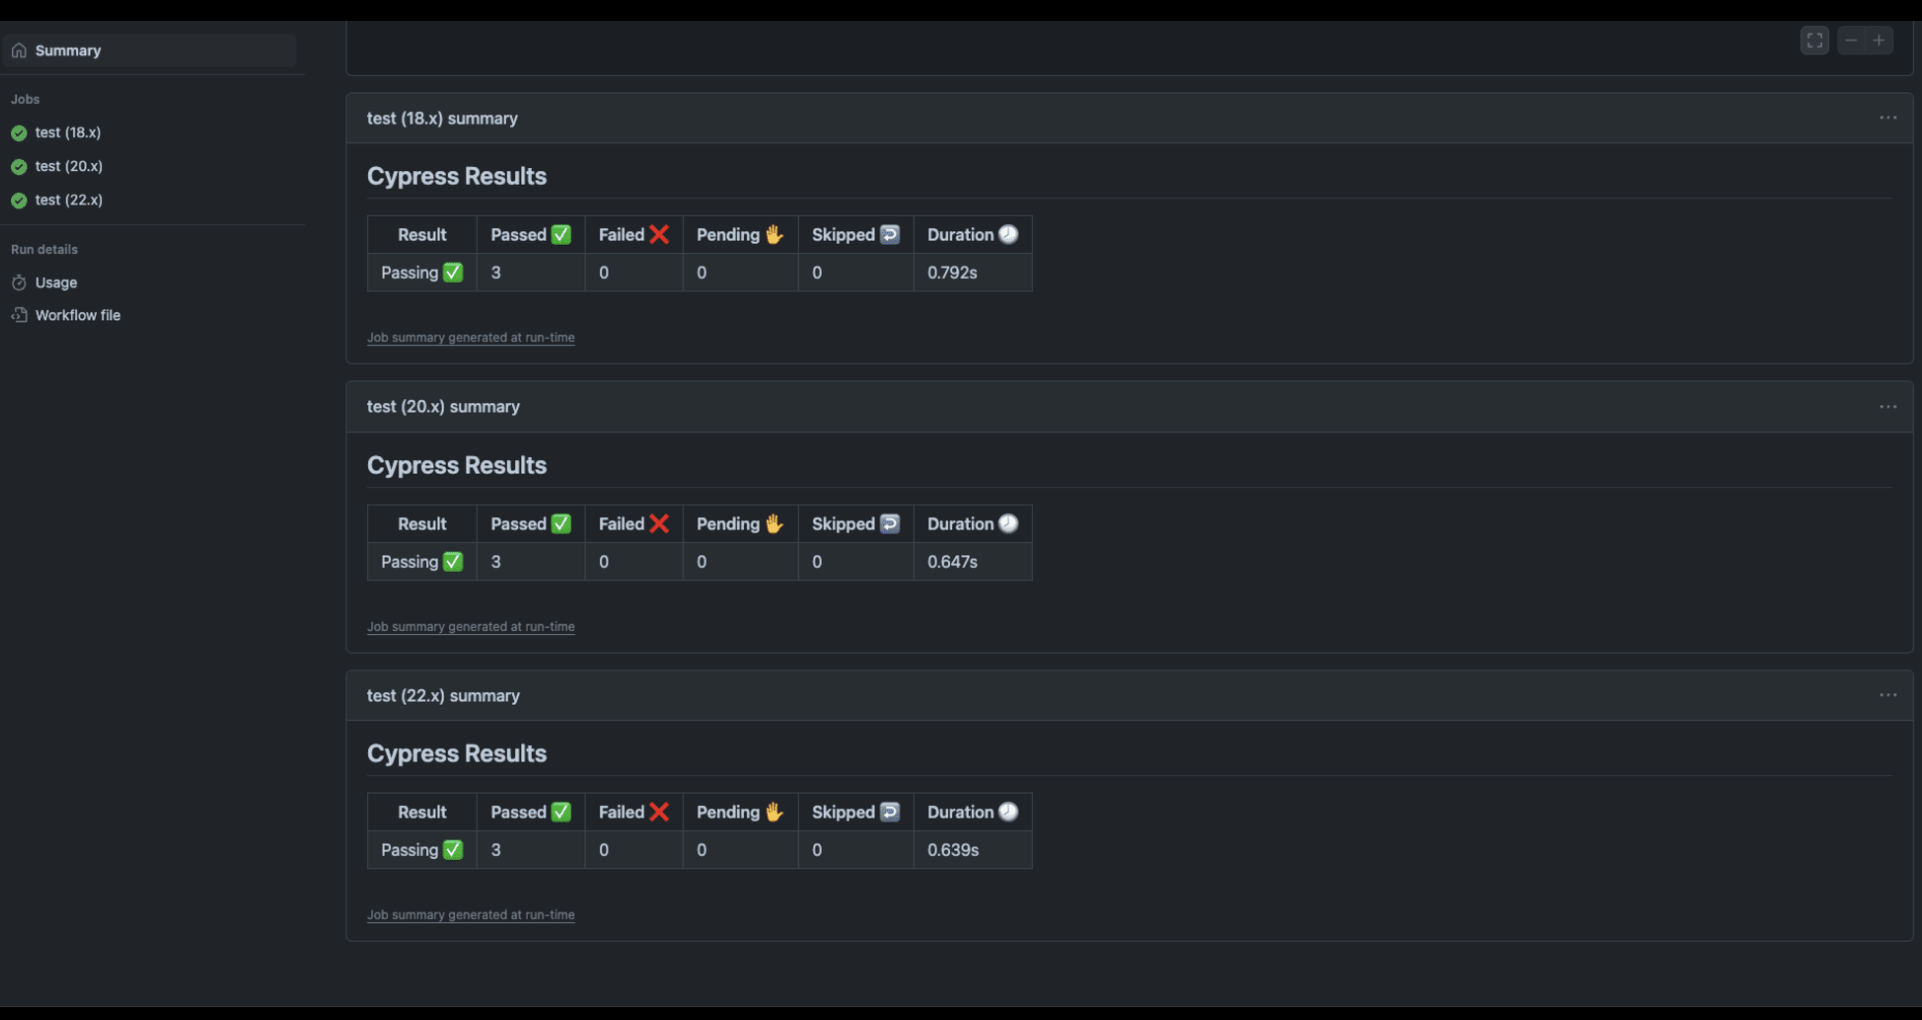 Summary
Jobs
test (18.x)
test (20.x)
test (22.x)
Run details
Usage
Workflow file
test (18.x) summary
Cypress Results
Result Passed ✅ Failed ❌ Pending ✋ Skipped ↩️ Duration 🕗
Passing ✅ 3 0 0 0 0.792s
Job summary generated at run-time
test (20.x) summary
Cypress Results
Result Passed ✅ Failed ❌ Pending ✋ Skipped ↩️ Duration 🕗
Passing ✅ 3 0 0 0 0.647s
Job summary generated at run-time
test (22.x) summary
Cypress Results
Result Passed ✅ Failed ❌ Pending ✋ Skipped ↩️ Duration 🕗
Passing ✅ 3 0 0 0 0.639s
Job summary generated at run-time